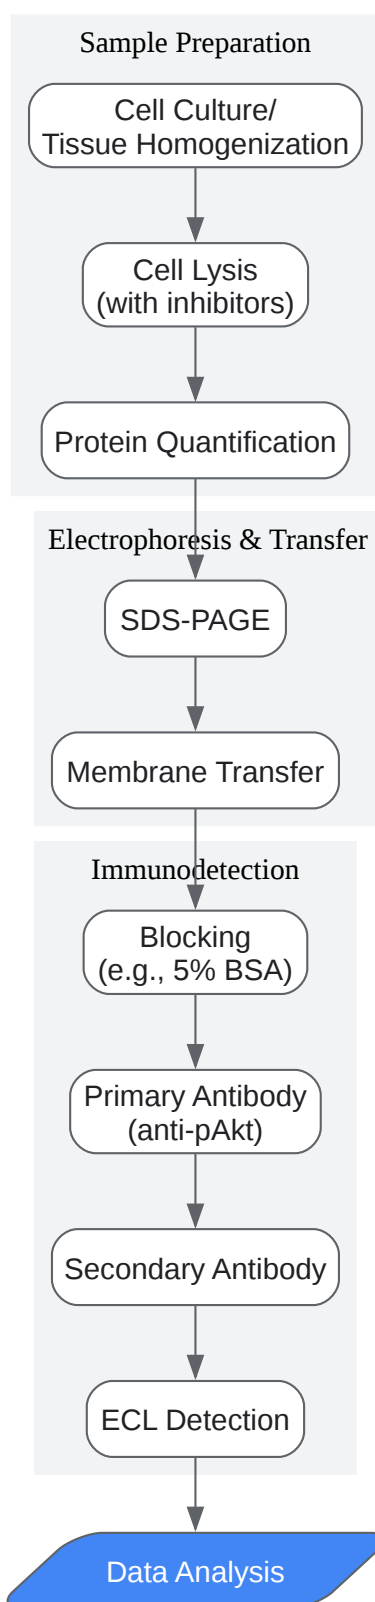 Sample Preparation
Cell Culture/
Tissue Homogenization
Cell Lysis
(with inhibitors)
Protein Quantification
Electrophoresis & Transfer
SDS-PAGE
Membrane Transfer
Immunodetection
Blocking
(e.g., 5% BSA)
Primary Antibody
(anti-pAkt)
Secondary Antibody
ECL Detection
Data Analysis